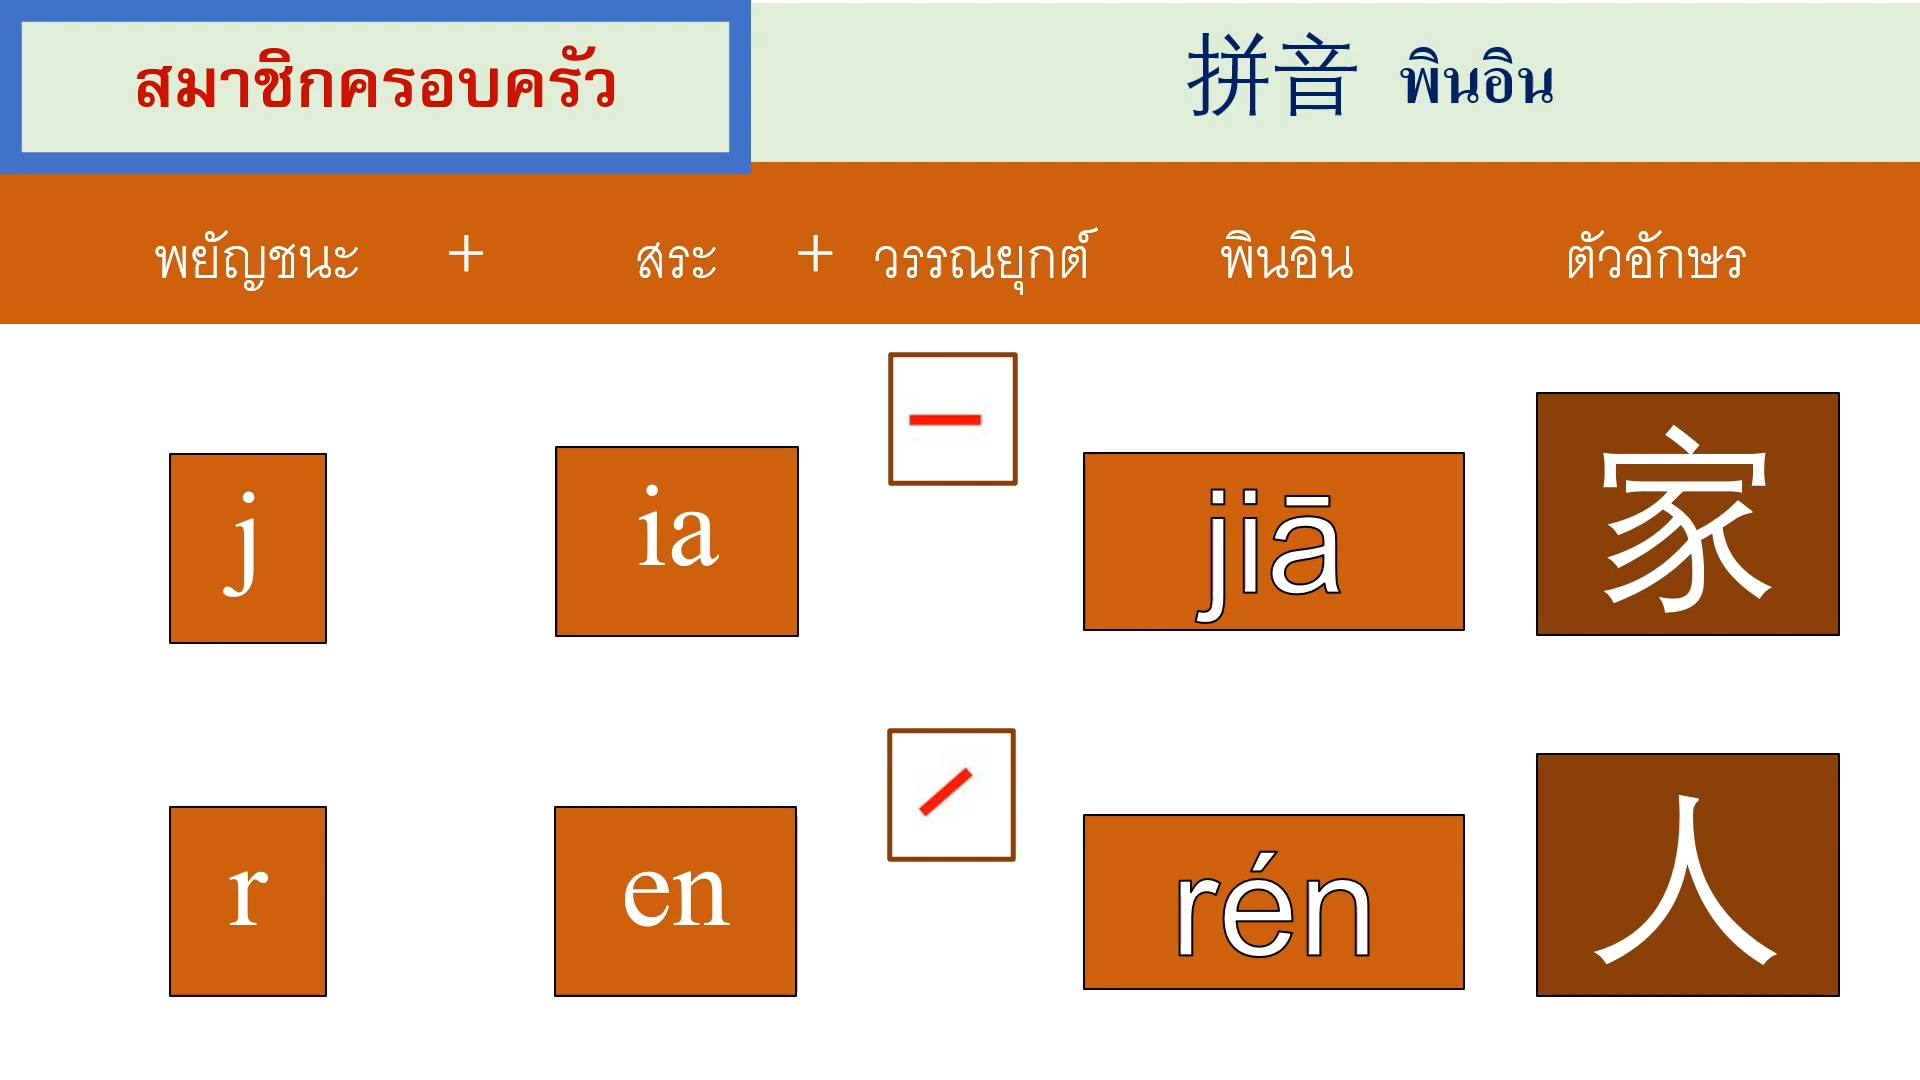 สมาชิกครอบครัว
拼音 พินอิน
พยัญชนะ + สระ + วรรณยุกต์ พินอิน ตัวอักษร
j ia ˉ jiā 家
r en ˊ rén 人